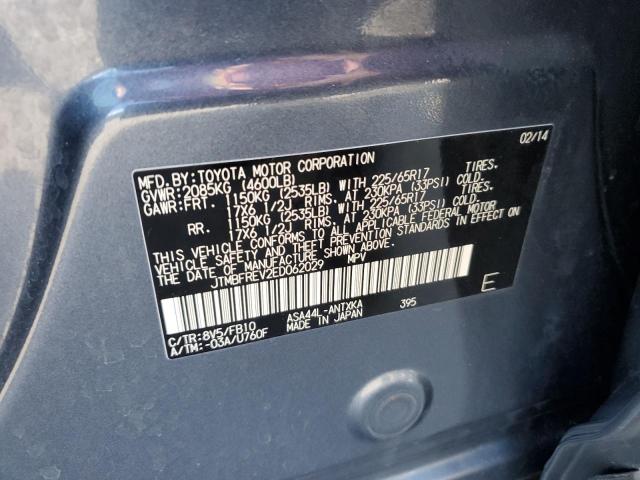 02/14
MFD. BY: TOYOTA MOTOR CORPORATION
GVWR: 2085KG (4600LB)
GAWR: FRT. 1150KG (2535LB) WITH 225/65R17 TIRES.
17X6 1/2J RIMS, AT 230KPA (33PSI) COLD.
RR. 1150KG (2535LB) WITH 225/65R17 TIRES.
17X6 1/2J RIMS, AT 230KPA (33PSI) COLD.
THIS VEHICLE CONFORMS TO ALL APPLICABLE FEDERAL MOTOR
VEHICLE SAFETY AND THEFT PREVENTION STANDARDS IN EFFECT ON
THE DATE OF MANUFACTURE SHOWN ABOVE.
JTMBFREV2ED062029 MPV
E
ASA44L-ANTXKA 395
C/TR: 8V5/FB10 MADE IN JAPAN
A/TM: -03A/U760F